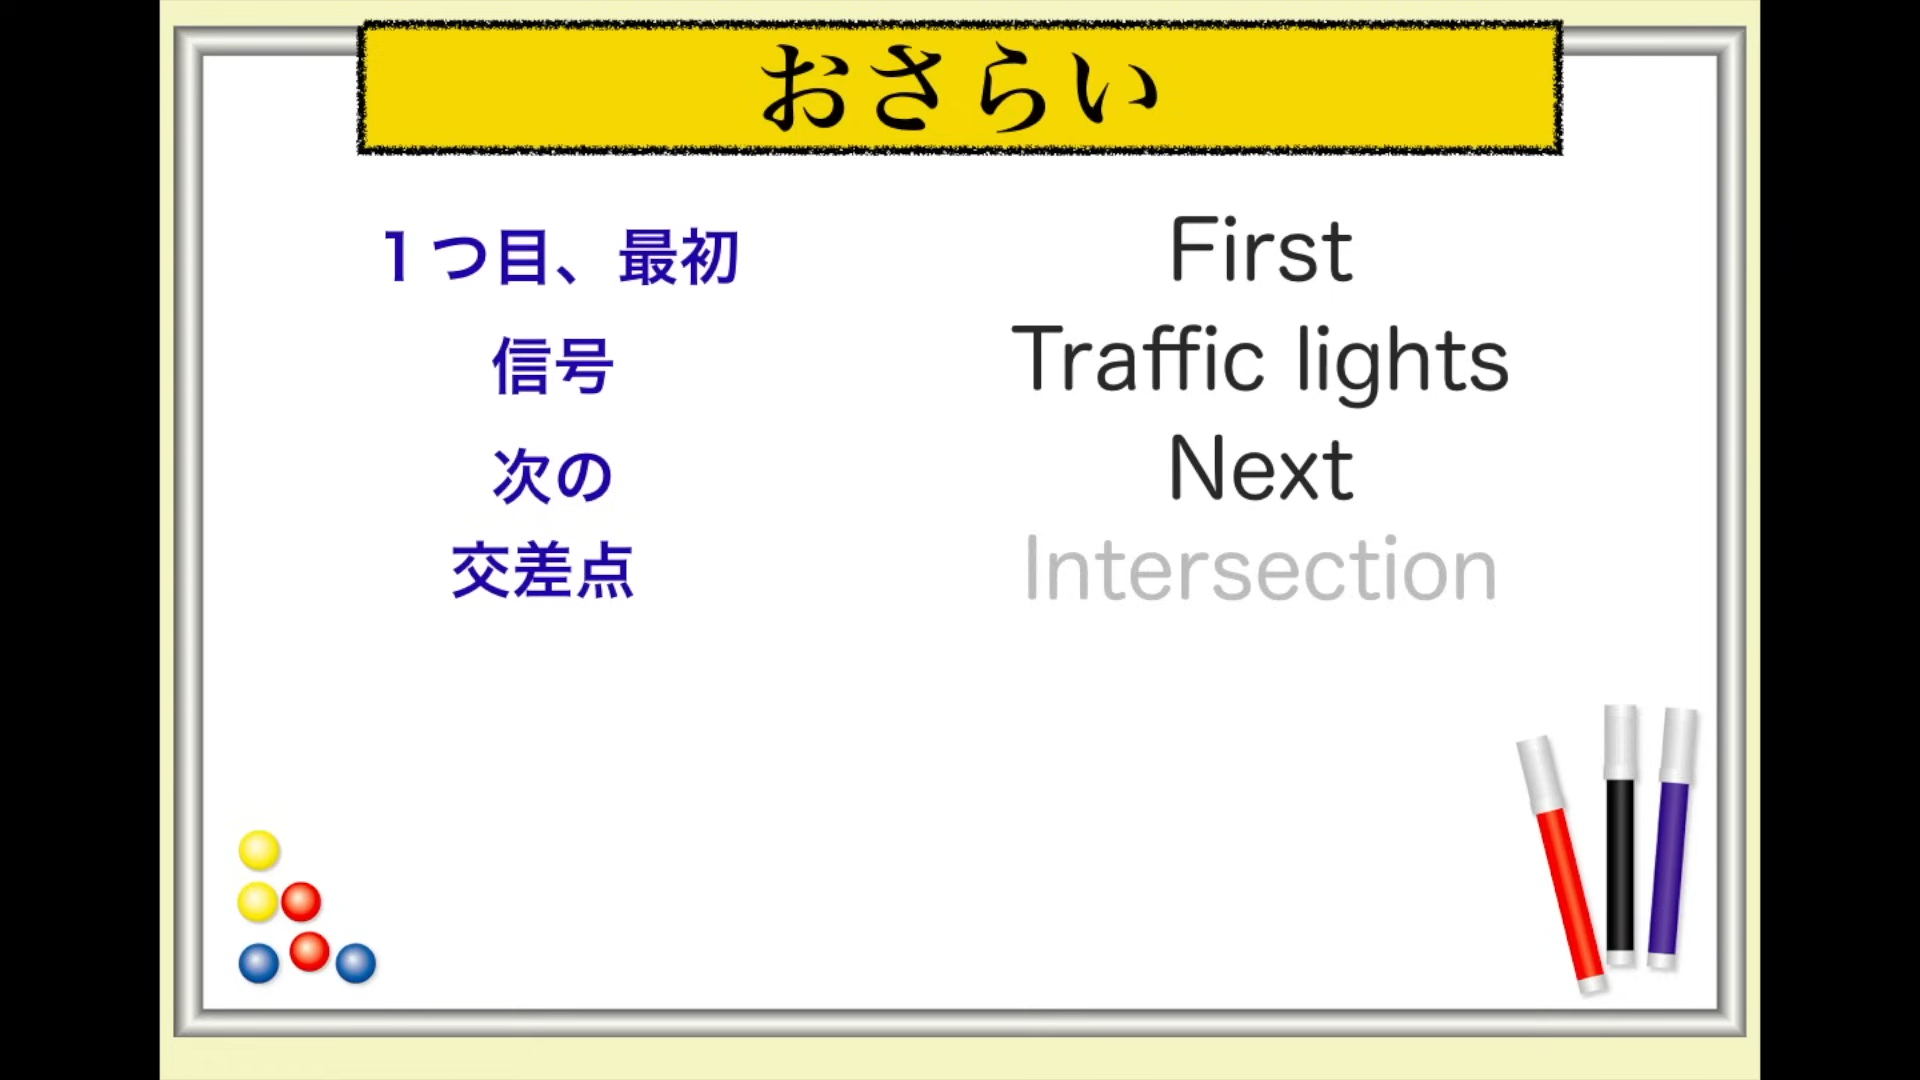 おさらい
１つ目、最初 First
信号 Traffic lights
次の Next
交差点 Intersection